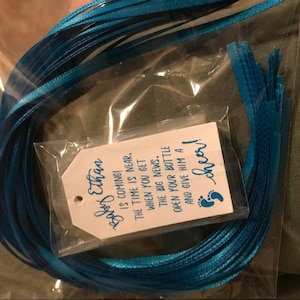 Baby Ethan
IS COMING!
THE TIME IS NEAR.
WHEN YOU GET
THE BIG NEWS,
OPEN YOUR BOTTLE
AND GIVE HIM A
cheer!